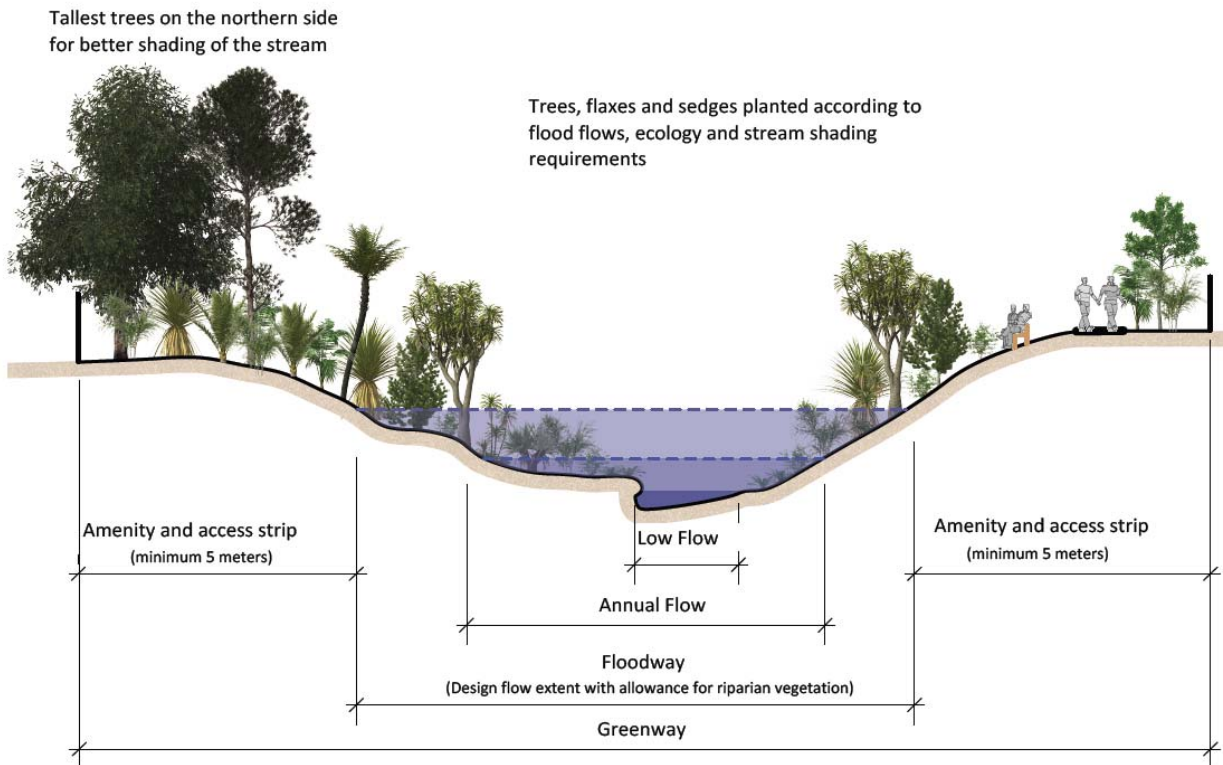 Tallest trees on the northern side
for better shading of the stream
Trees, flaxes and sedges planted according to
flood flows, ecology and stream shading
requirements
Amenity and access strip
(minimum 5 meters)
Amenity and access strip
(minimum 5 meters)
Low Flow
Annual Flow
Floodway
(Design flow extent with allowance for riparian vegetation)
Greenway